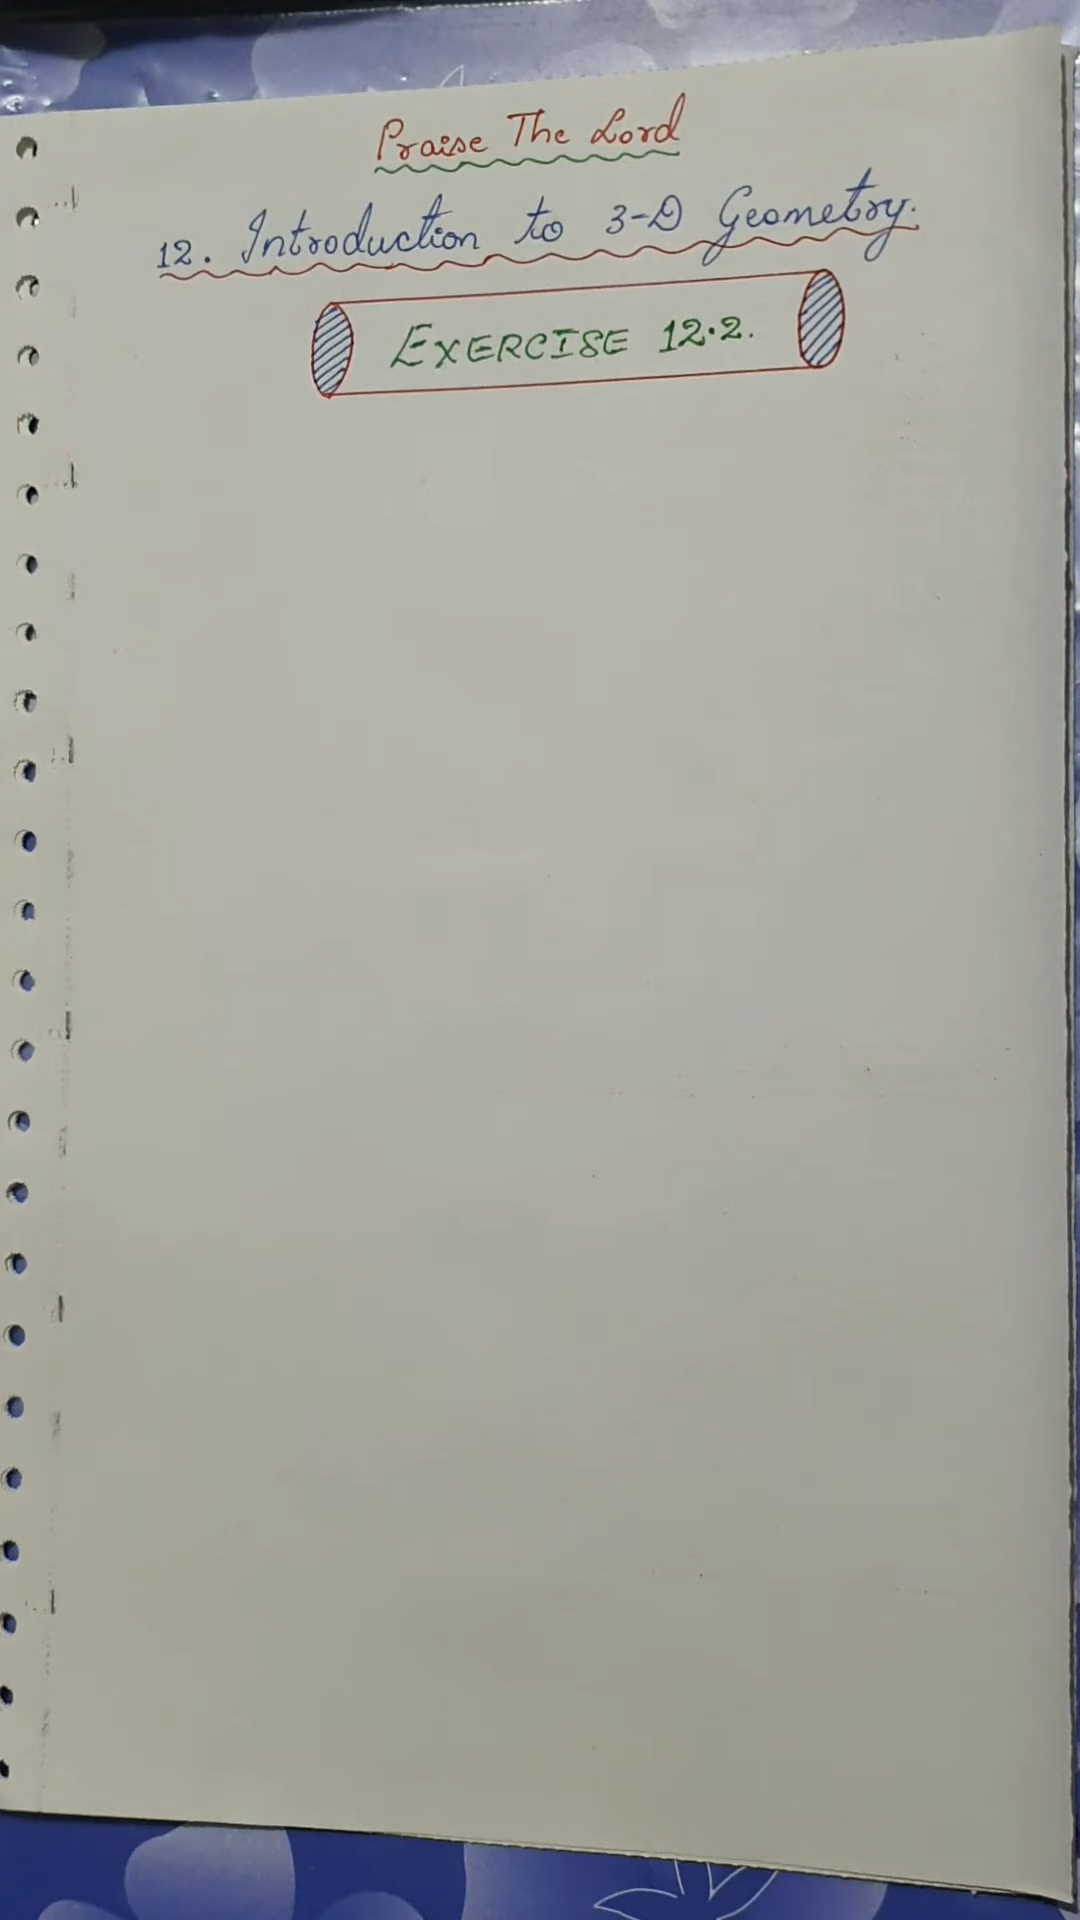 Praise The Lord
12. Introduction to 3-D Geometry.
EXERCISE 12.2.